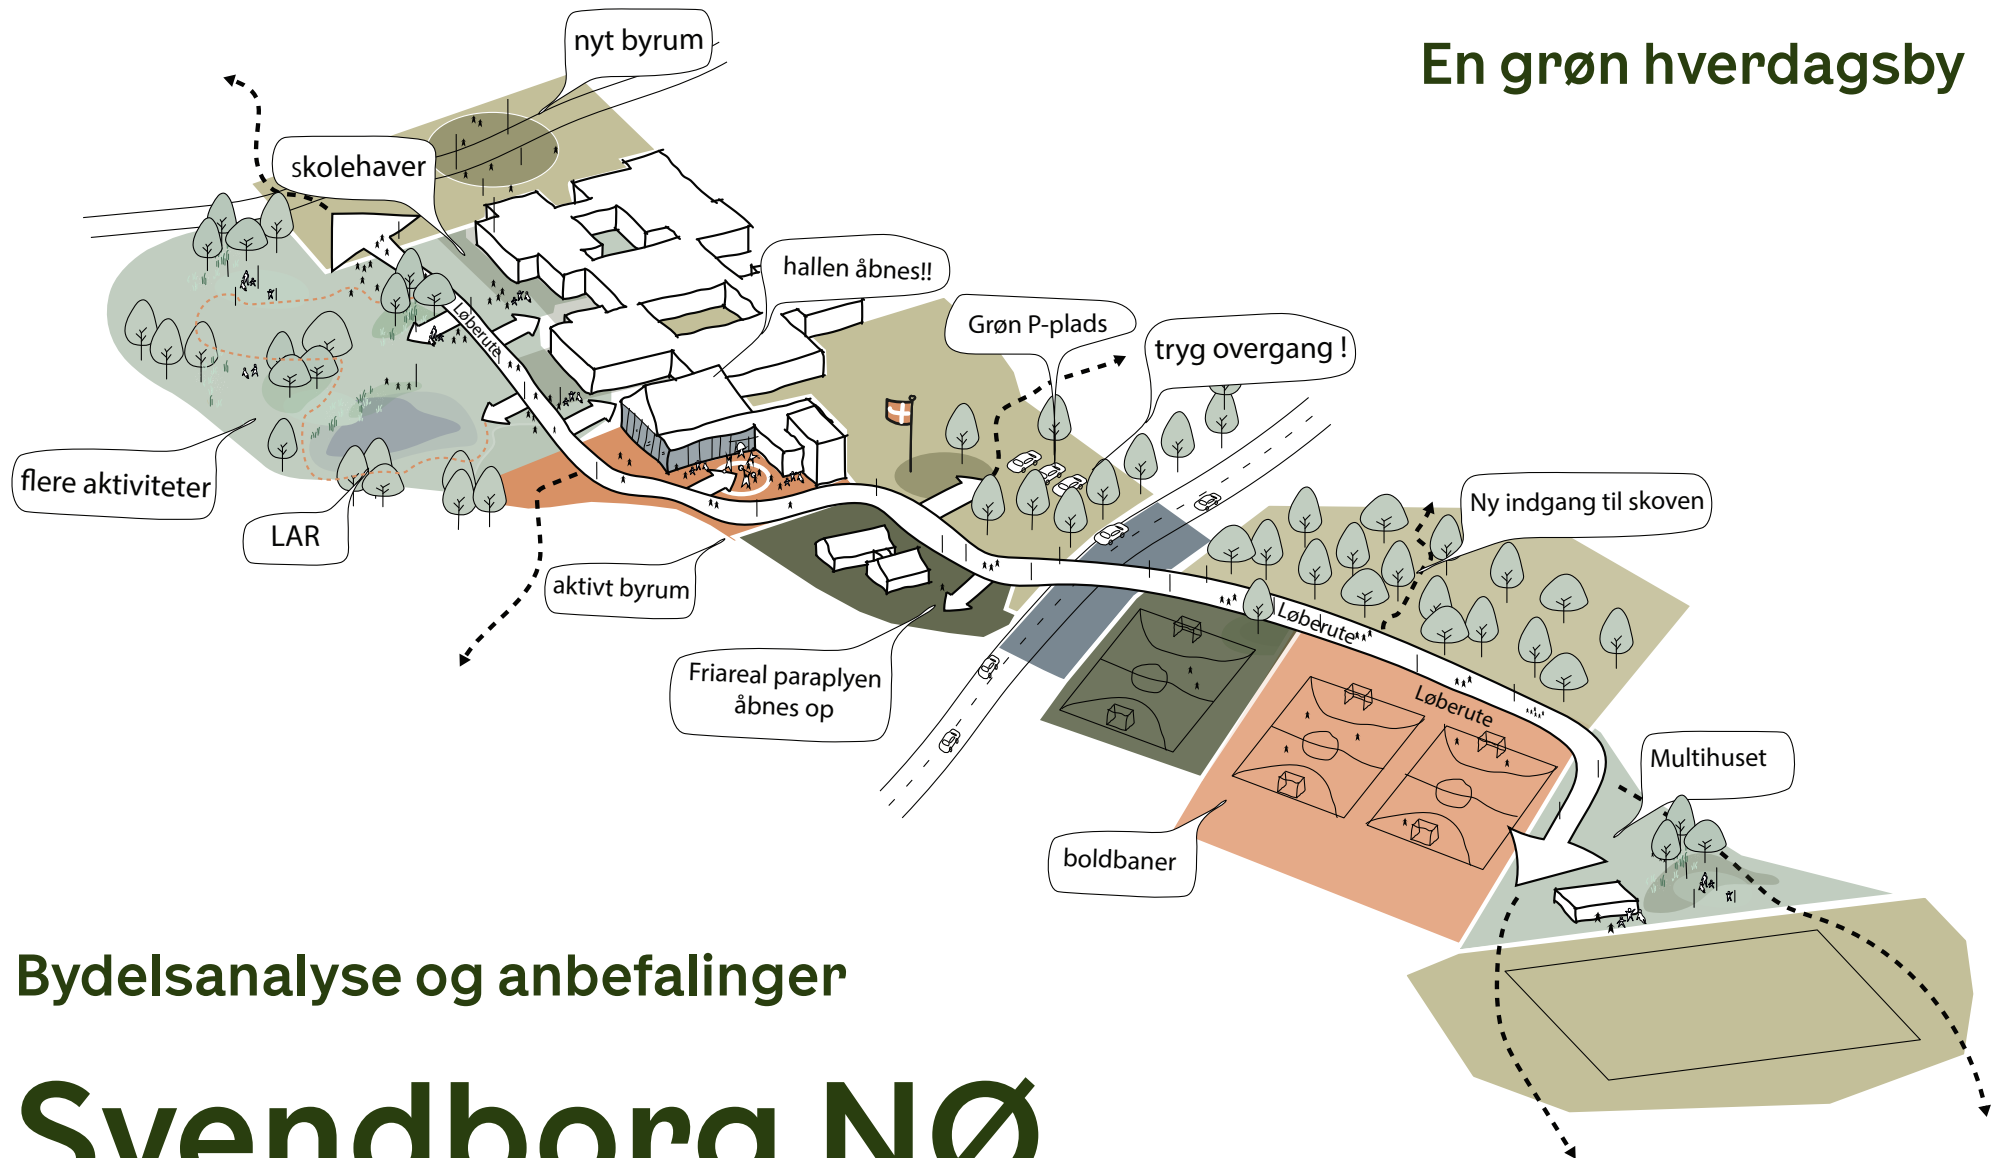 En grøn hverdagsby
nyt byrum
skolehaver
hallen åbnes!!
Grøn P-plads
tryg overgang !
Løberute
flere aktiviteter
LAR
aktivt byrum
Ny indgang til skoven
Løberute
Friareal paraplyen
åbnes op
Løberute
Multihuset
boldbaner
Bydelsanalyse og anbefalinger
Svendborg NØ